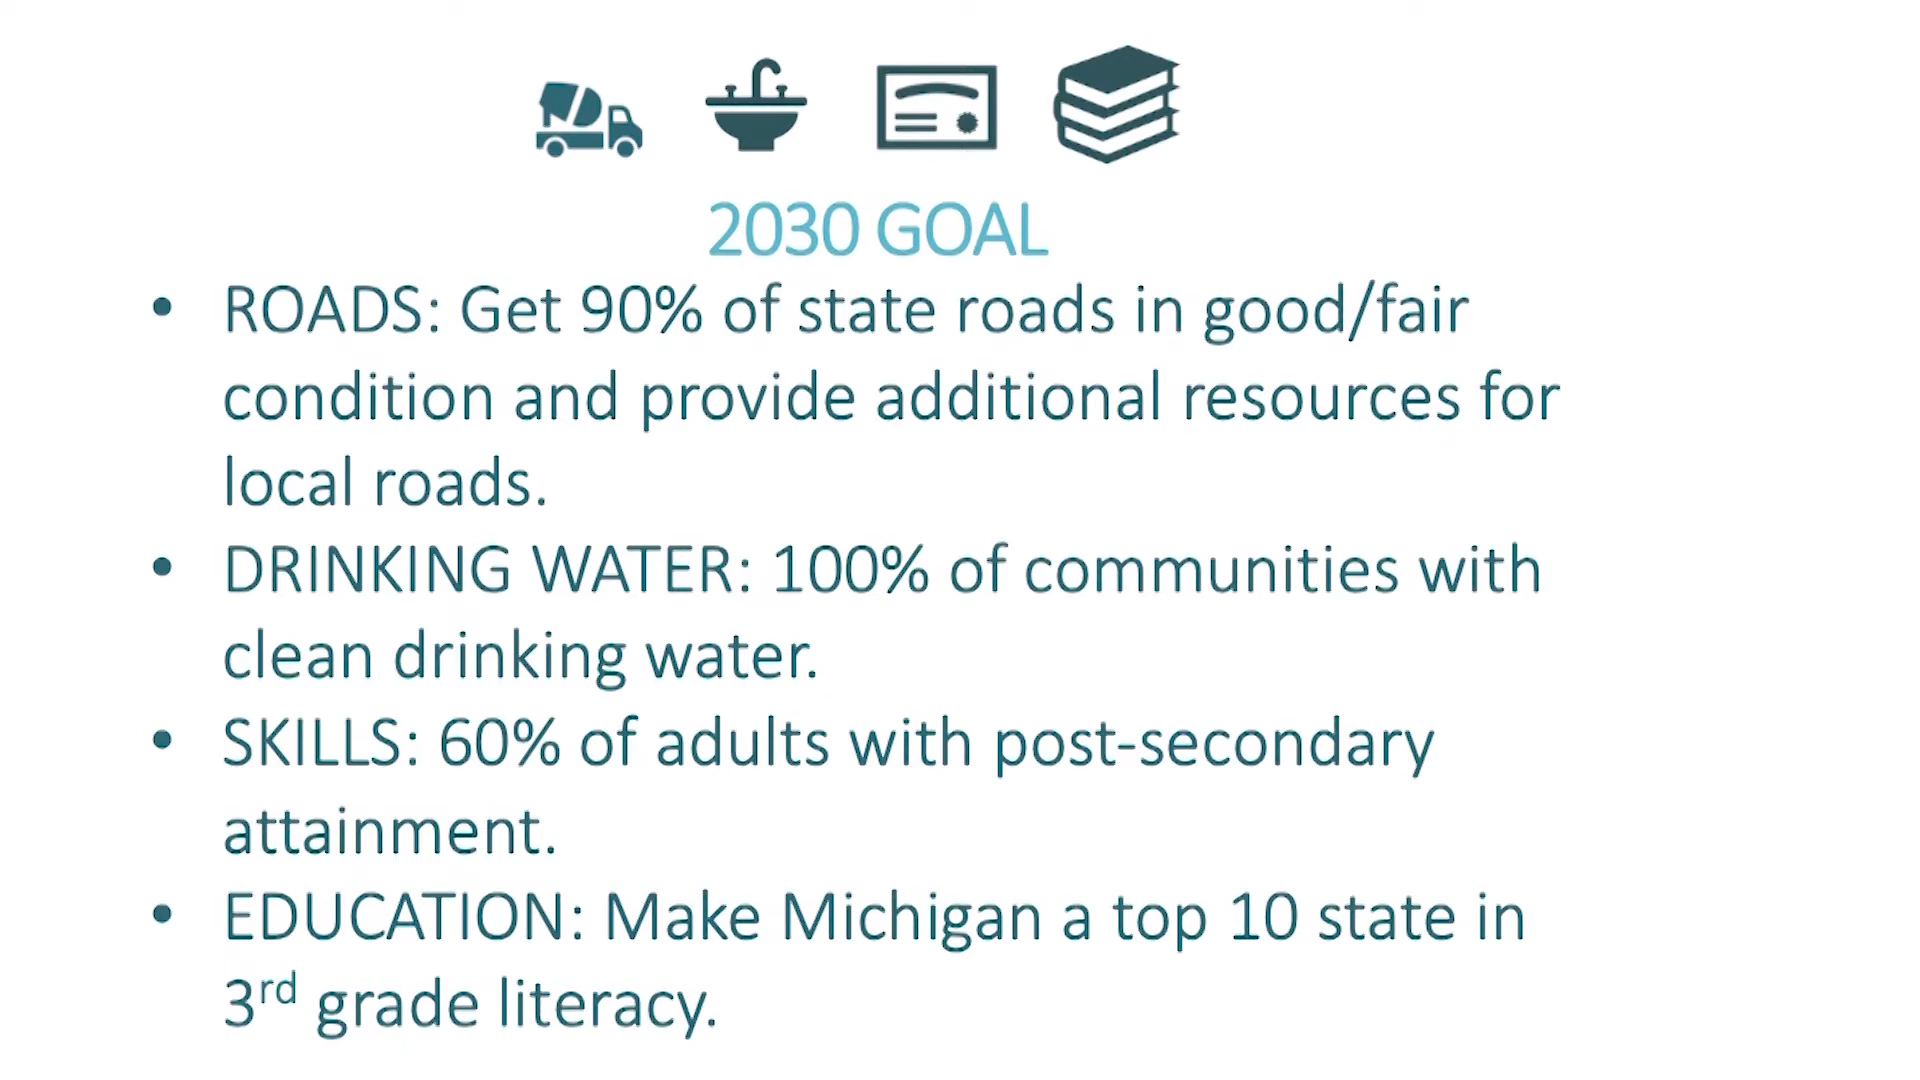 2030 GOAL
• ROADS: Get 90% of state roads in good/fair
condition and provide additional resources for
local roads.
• DRINKING WATER: 100% of communities with
clean drinking water.
• SKILLS: 60% of adults with post-secondary
attainment.
• EDUCATION: Make Michigan a top 10 state in
3rd grade literacy.